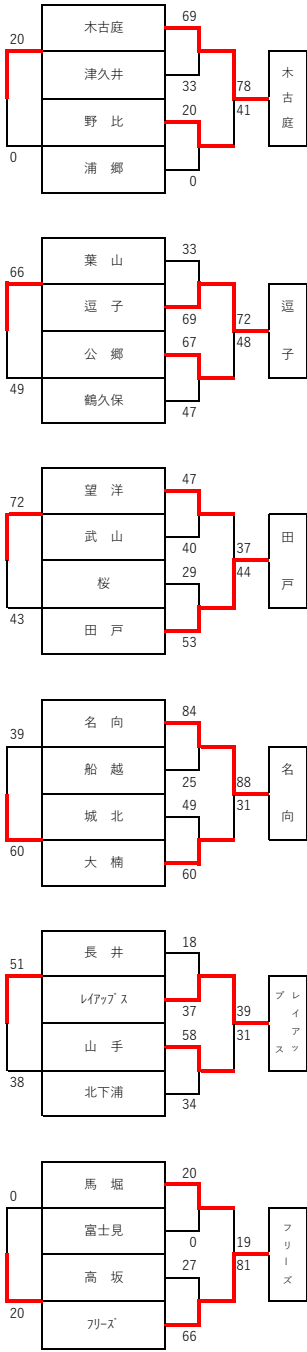 69
木古庭
20
津久井
33
78
木古庭
野 比
20
41
浦 郷
0
0
葉 山
33
66
逗 子
69
72
逗子
公 郷
67
48
49
鶴久保
47
望 洋
47
72
武 山
40
37
田戸
桜
29
44
43
田 戸
53
名 向
84
39
船 越
25
88
名向
城 北
49
31
60
大 楠
60
長 井
18
51
レイアップス
37
39
レイアップス
山 手
58
31
38
北下浦
34
馬 堀
20
0
富士見
0
19
フリーズ
高 坂
27
81
20
フリーズ
66